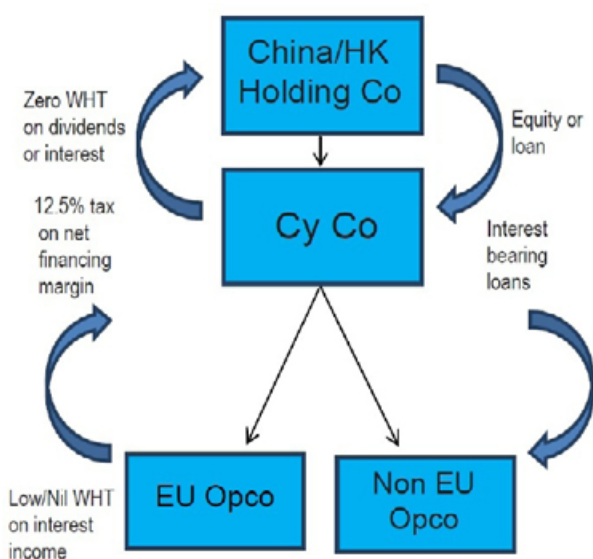 China/HK
Holding Co
Zero WHT
on dividends
or interest
Equity or
loan
12.5% tax
on net
financing
margin
Cy Co
Interest
bearing
loans
EU Opco
Non EU
Opco
Low/Nil WHT
on interest
income